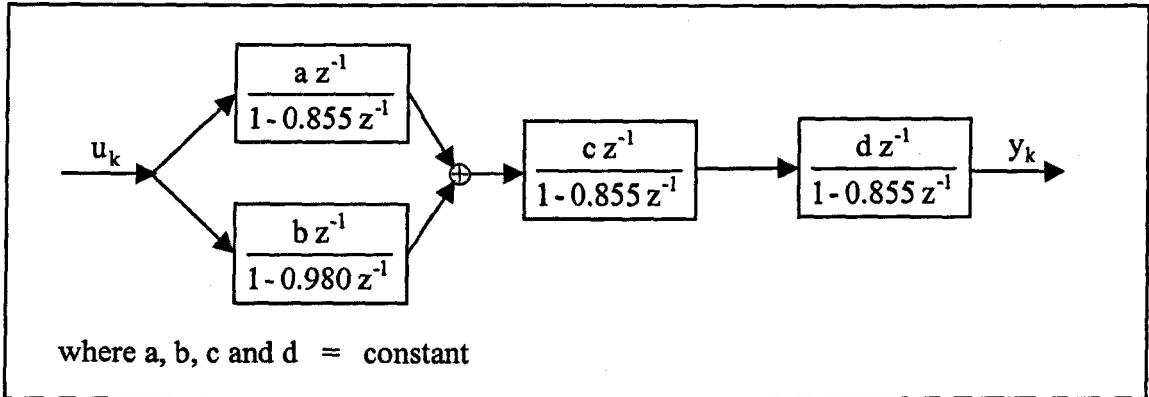 u_k
a z^-1
1 - 0.855 z^-1
b z^-1
1 - 0.980 z^-1
⊕
c z^-1
1 - 0.855 z^-1
d z^-1
1 - 0.855 z^-1
y_k
where a, b, c and d = constant